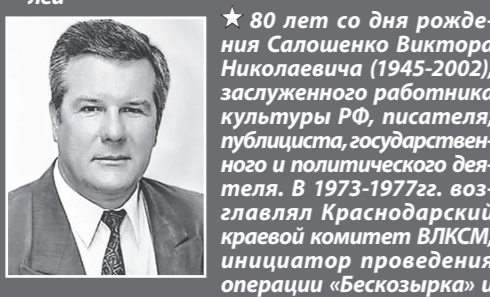 лей
★ 80 лет со дня рожде-
ния Салошенко Виктора
Николаевича (1945-2002),
заслуженного работника
культуры РФ, писателя,
публициста, государствен-
ного и политического дея-
теля. В 1973-1977гг. воз-
главлял Краснодарский
краевой комитет ВЛКСМ,
инициатор проведения
операции «Бескозырка» и